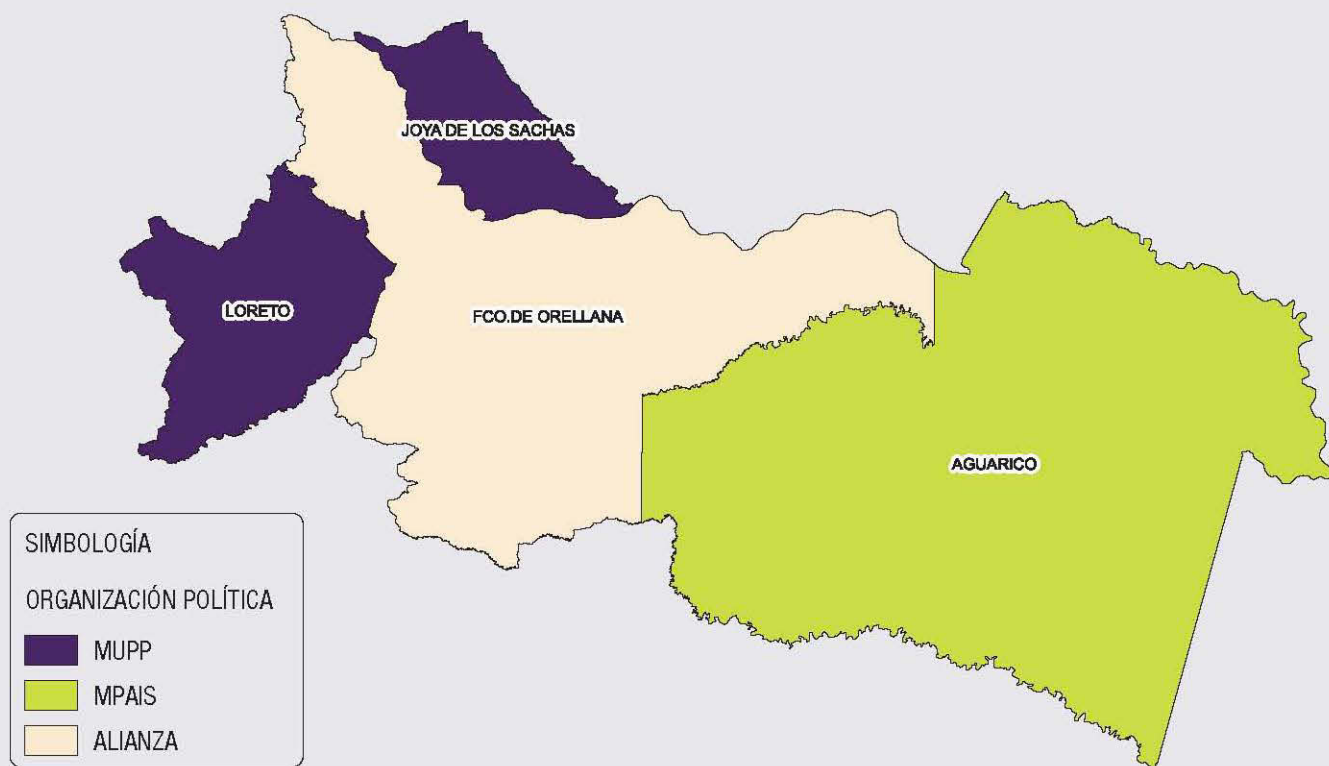 JOYA DE LOS SACHAS
LORETO
FCO.DE ORELLANA
AGUARICO
SIMBOLOGÍA
ORGANIZACIÓN POLÍTICA
MUPP
MPAIS
ALIANZA